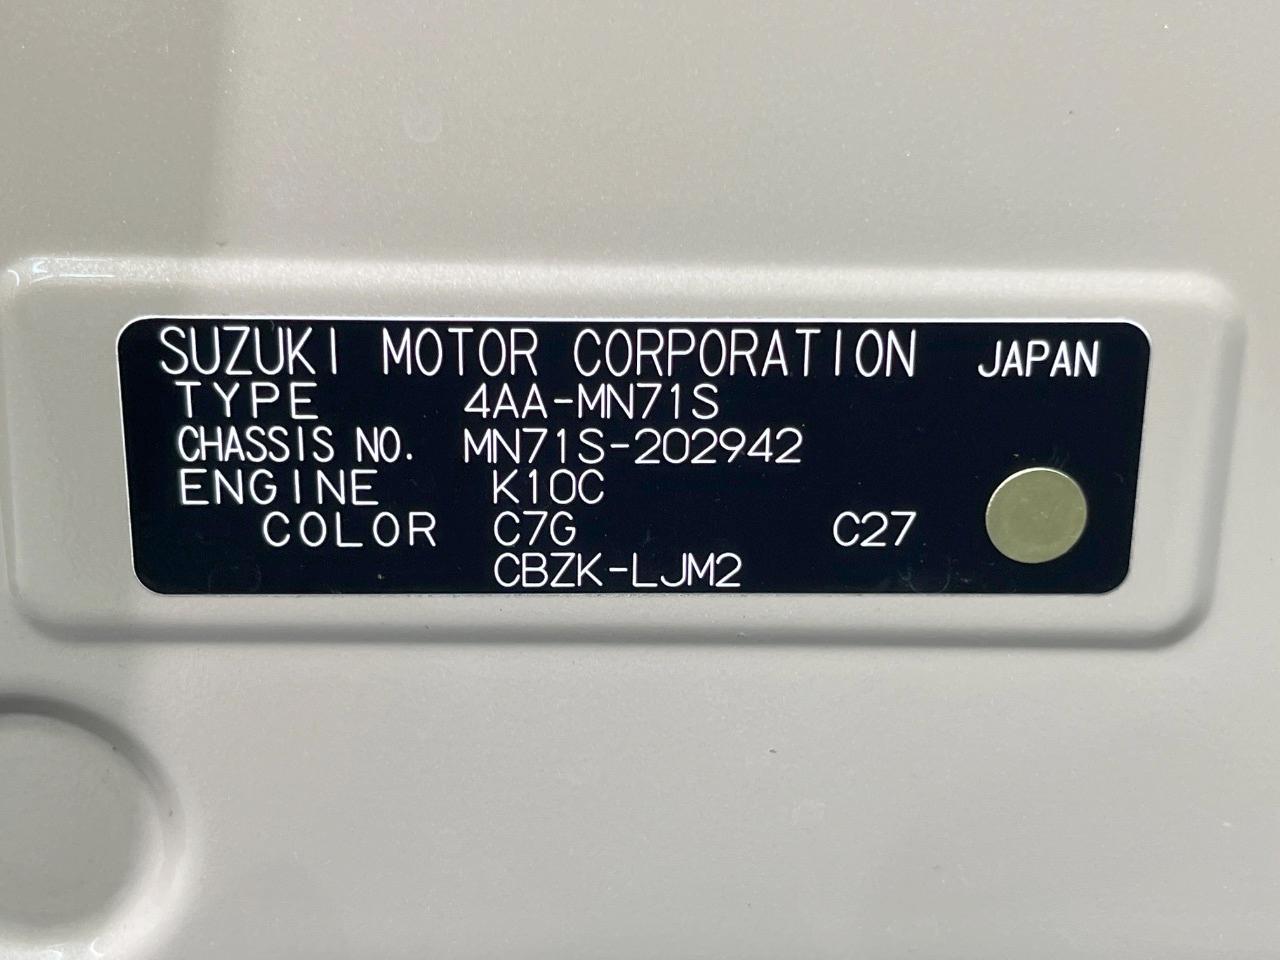 SUZUKI MOTOR CORPORATION JAPAN
TYPE 4AA-MN71S
CHASSIS NO. MN71S-202942
ENGINE K10C
COLOR C7G C27
CBZK-LJM2